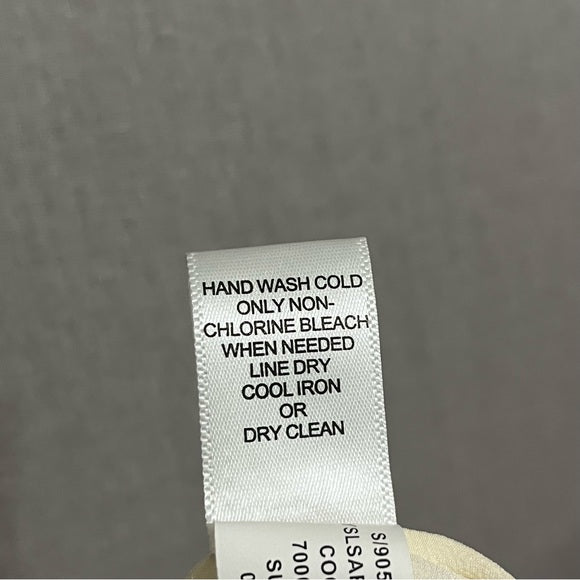 HAND WASH COLD
ONLY NON-
CHLORINE BLEACH
WHEN NEEDED
LINE DRY
COOL IRON
OR
DRY CLEAN